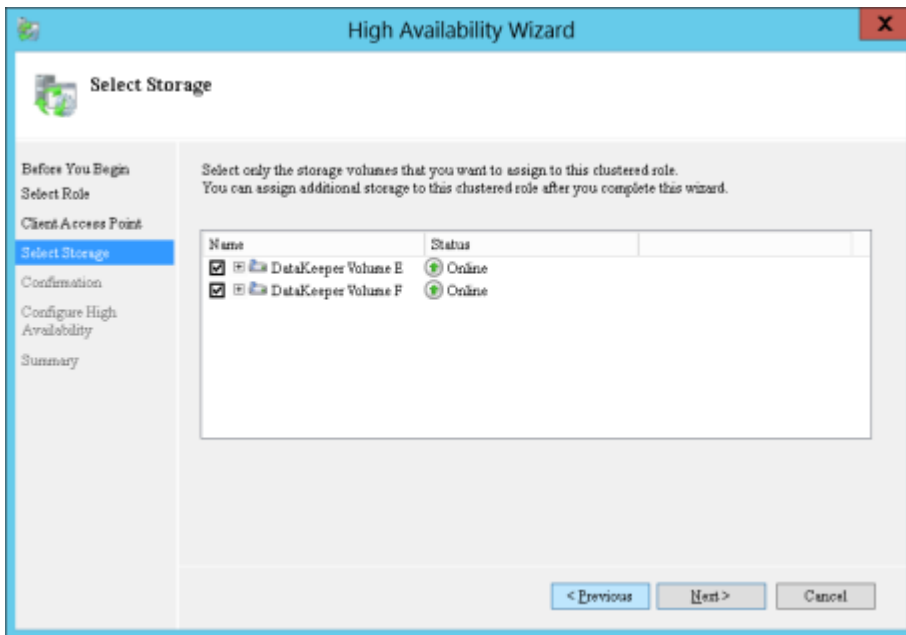 High Availability Wizard
Select Storage
Before You Begin
Select Role
Client Access Point
Select Storage
Confirmation
Configure High
Availability
Summary
Select only the storage volumes that you want to assign to this clustered role.
You can assign additional storage to this clustered role after you complete this wizard.
Name Status
DataKeeper Volume E Online
DataKeeper Volume F Online
< Previous Next > Cancel